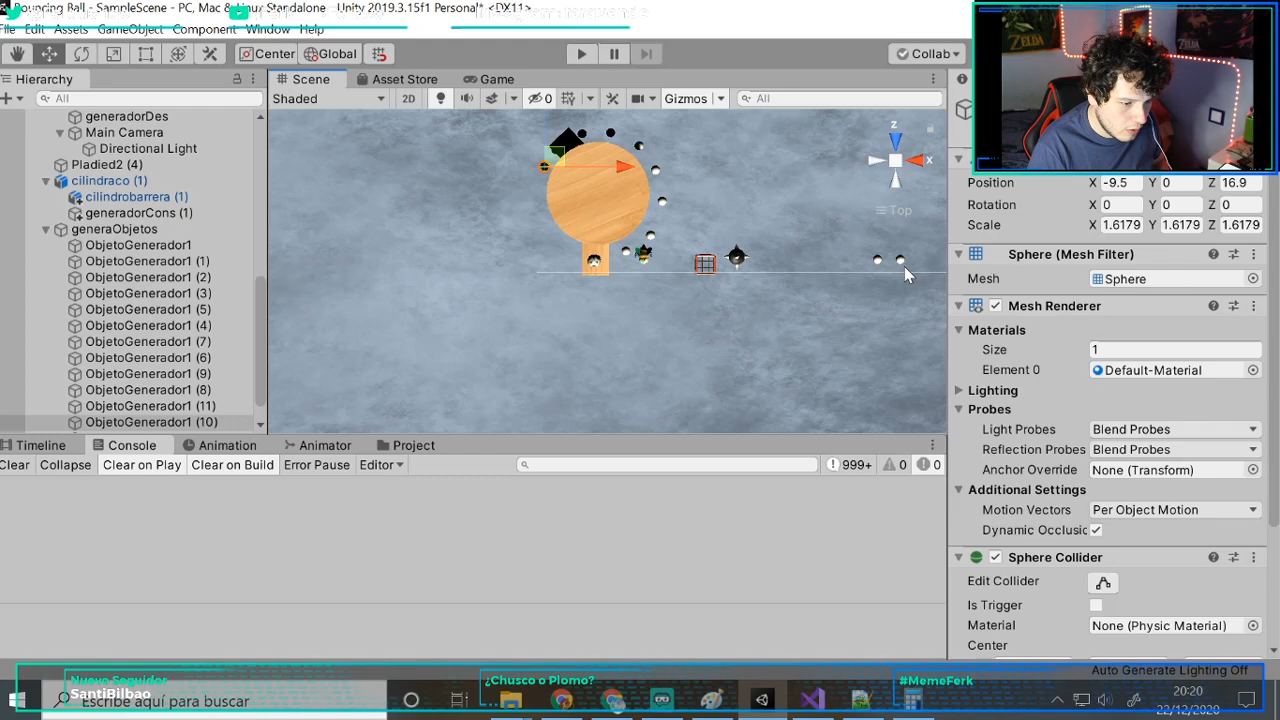 Bouncing Ball - SampleScene - PC, Mac & Linux Standalone - Unity 2019.3.15f1 Personal* <DX11>
File Edit Assets GameObject Component Window Help
Center Global Collab
Hierarchy Scene Asset Store Game
All Shaded 2D 0 Gizmos All
ZELDA
generadorDes
Main Camera
Directional Light
Pladied2 (4)
cilindraco (1)
cilindrobarrera (1)
generadorCons (1)
generaObjetos
ObjetoGenerador1
ObjetoGenerador1 (1)
ObjetoGenerador1 (2)
ObjetoGenerador1 (3)
ObjetoGenerador1 (5)
ObjetoGenerador1 (4)
ObjetoGenerador1 (7)
ObjetoGenerador1 (6)
ObjetoGenerador1 (9)
ObjetoGenerador1 (8)
ObjetoGenerador1 (11)
ObjetoGenerador1 (10)
z
x
Top
Position X -9.5 Y 0 Z 16.9
Rotation X 0 Y 0 Z 0
Scale X 1.6179 Y 1.6179 Z 1.6179
Sphere (Mesh Filter)
Mesh Sphere
Mesh Renderer
Materials
Size 1
Element 0 Default-Material
Lighting
Probes
Light Probes Blend Probes
Reflection Probes Blend Probes
Anchor Override None (Transform)
Additional Settings
Motion Vectors Per Object Motion
Dynamic Occlusic
Sphere Collider
Edit Collider
Is Trigger
Material None (Physic Material)
Center
Auto Generate Lighting Off
Timeline Console Animation Animator Project
Clear Collapse Clear on Play Clear on Build Error Pause Editor 999+ 0 0
Nuevo Seguidor
SantiBilbao
¿Chusco o Plomo?
#MemeFerk
Escribe aquí para buscar
20:20
22/12/2020